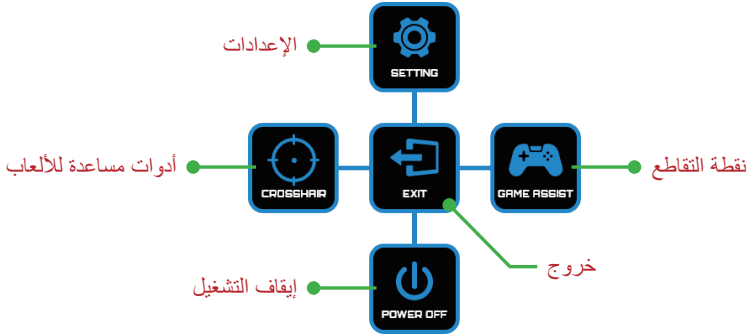 الإعدادات
SETTING
أدوات مساعدة للألعاب
CROSSHAIR
EXIT
GAME ASSIST
نقطة التقاطع
خروج
إيقاف التشغيل
POWER OFF